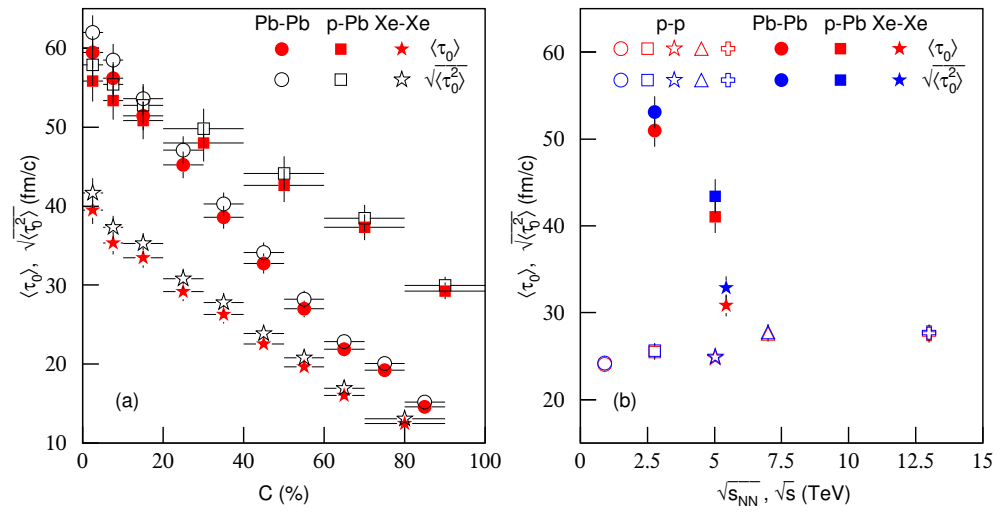 Pb-Pb p-Pb Xe-Xe
⟨τ₀⟩
√⟨τ₀²⟩
(a)
60
50
40
30
20
10
0 20 40 60 80 100
C (%)
⟨τ₀⟩, √⟨τ₀²⟩ (fm/c)
p-p Pb-Pb p-Pb Xe-Xe
⟨τ₀⟩
√⟨τ₀²⟩
(b)
60
50
40
30
20
0 2.5 5 7.5 10 12.5 15
√s_NN, √s (TeV)
⟨τ₀⟩, √⟨τ₀²⟩ (fm/c)